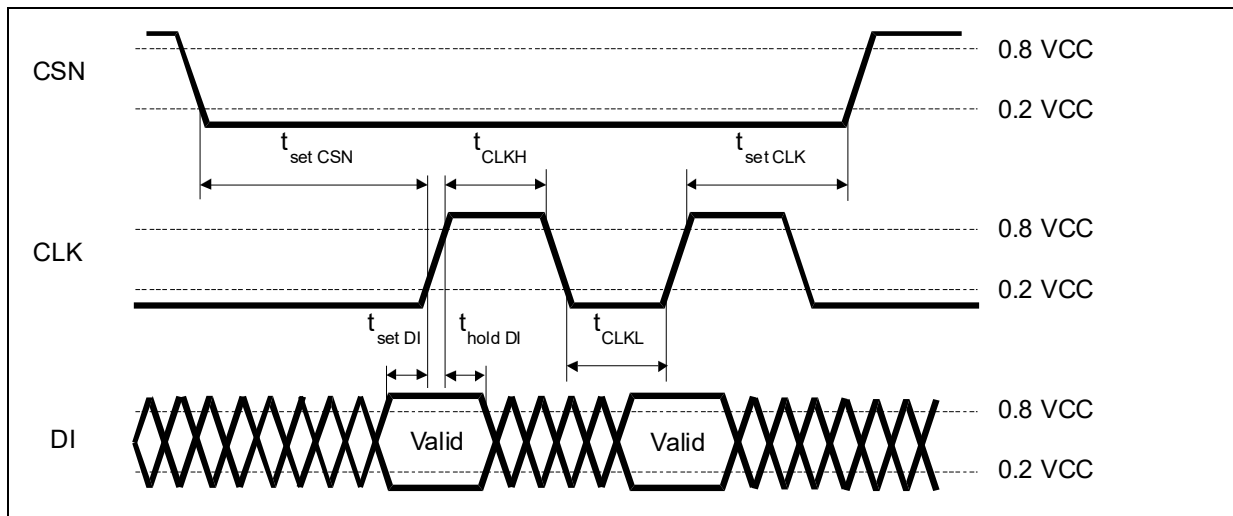 0.8 VCC
CSN
0.2 VCC
t set CSN
t CLKH
t set CLK
0.8 VCC
CLK
0.2 VCC
t set DI
t hold DI
t CLKL
0.8 VCC
DI
Valid
Valid
0.2 VCC